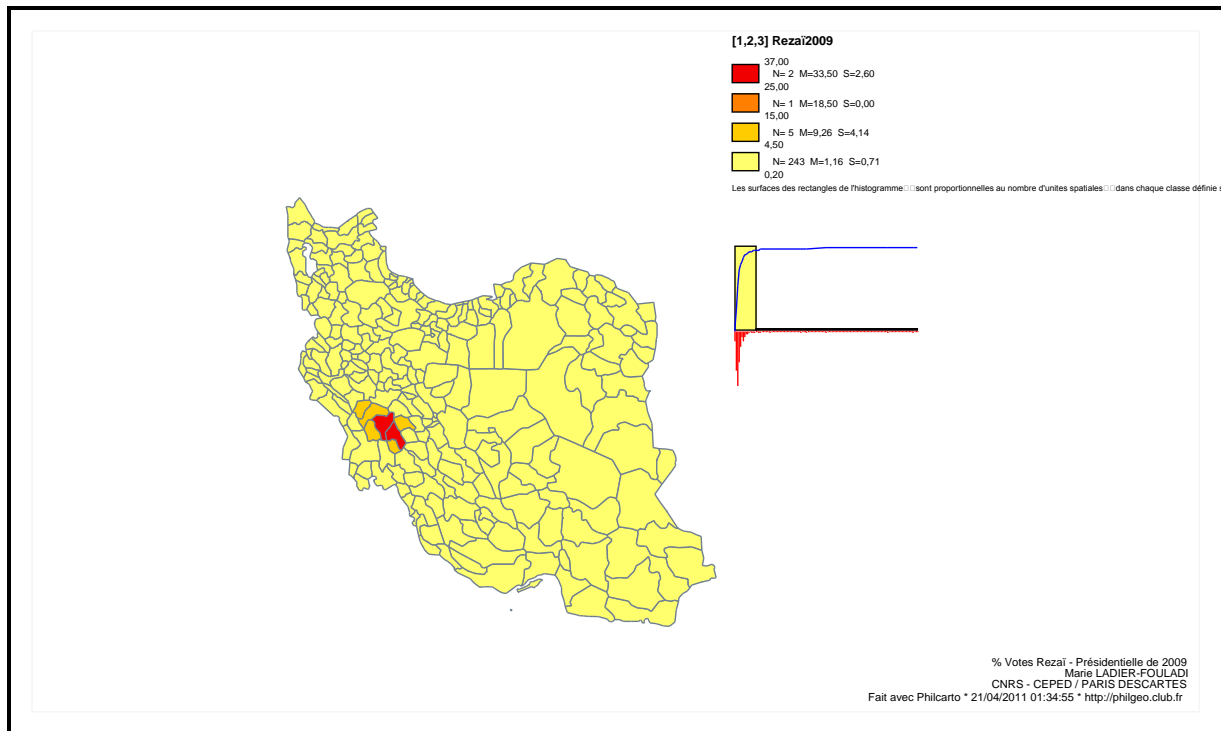 [1,2,3] Rezaï2009
37,00
N= 2 M=33,50 S=2,60
25,00
N= 1 M=18,50 S=0,00
15,00
N= 5 M=9,26 S=4,14
4,50
N= 243 M=1,16 S=0,71
0,20
Les surfaces des rectangles de l'histogramme□□sont proportionnelles au nombre d'unites spatiales□□dans chaque classe définie s
% Votes Rezaï - Présidentielle de 2009
Marie LADIER-FOULADI
CNRS - CEPED / PARIS DESCARTES
Fait avec Philcarto * 21/04/2011 01:34:55 * http://philgeo.club.fr